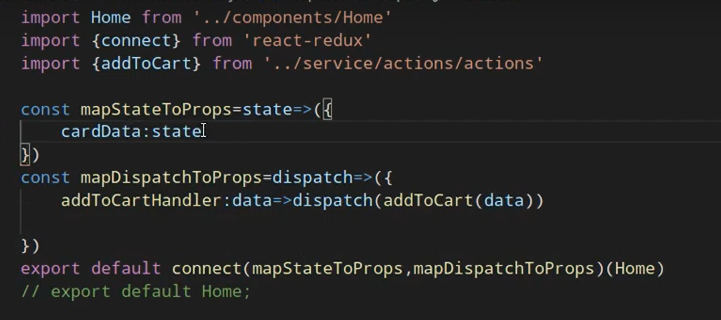 import Home from '../components/Home'
import {connect} from 'react-redux'
import {addToCart} from '../service/actions/actions'
const mapStateToProps=state=>({
    cardData:state
})
const mapDispatchToProps=dispatch=>({
    addToCartHandler:data=>dispatch(addToCart(data))
})
export default connect(mapStateToProps,mapDispatchToProps)(Home)
// export default Home;